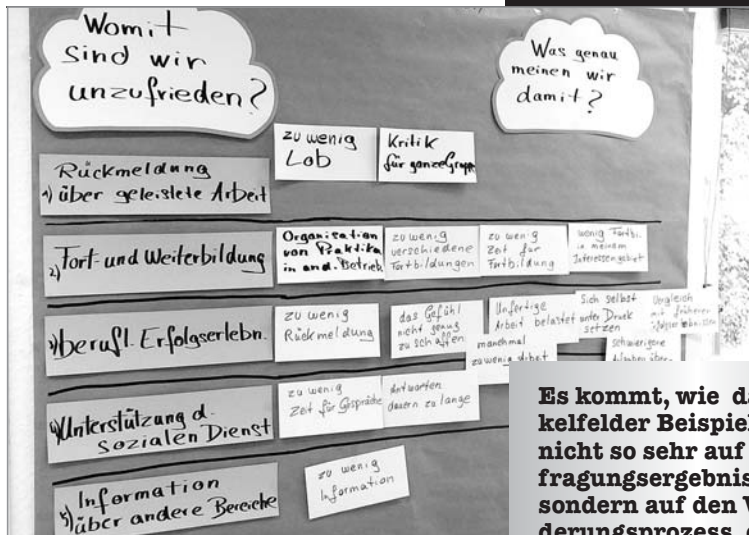 Womit
sind wir
unzufrieden?
Was genau
meinen wir
damit?
Rückmeldung
1) über geleistete Arbeit
zu wenig
Lob
Kritik
für ganze Gruppe
2) Fort- und Weiterbildung
Organisation
von Praktika
in and. Betrieb
zu wenig
verschiedene
Fortbildungen
zu wenig
Zeit für
Fortbildung
wenig Fortbi.
in meinem
Interessengebiet
3) berufl. Erfolgserlebn.
zu wenig
Rückmeldung
das Gefühl
nicht genug
zu schaffen
Unfertige
Arbeit belastet
manchmal
zu wenig Arbeit
Sich selbst
unter Druck
setzen
Vergleich
mit früheren
schwierigere
4) Unterstützung d.
Sozialen Dienst
zu wenig
Zeit für Gespräche
Antworten
dauern zu lange
5) Information
über andere Bereiche
zu wenig
Information
Es kommt, wie da
kelfelder Beispiel
nicht so sehr auf
fragungsergebnis
sondern auf den V
derungsprozess